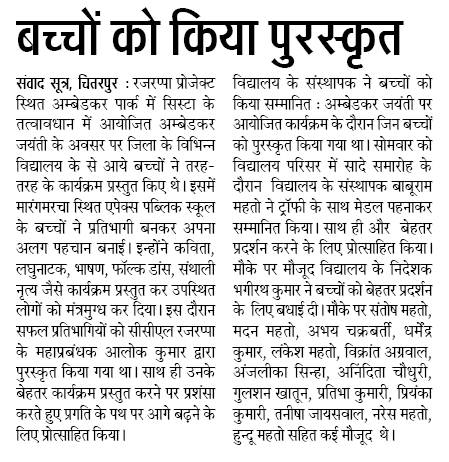 बच्चों को किया पुरस्कृत
संवाद सूत्र, चितरपुर : रजरप्पा प्रोजेक्ट
स्थित अम्बेडकर पार्क में सिस्टा के
तत्वावधान में आयोजित अम्बेडकर
जयंती के अवसर पर जिला के विभिन्न
विद्यालय के से आये बच्चों ने तरह-
तरह के कार्यक्रम प्रस्तुत किए थे। इसमें
मारंगमरचा स्थित एपेक्स पब्लिक स्कूल
के बच्चों ने प्रतिभागी बनकर अपना
अलग पहचान बनाई। इन्होंने कविता,
लघुनाटक, भाषण, फॉल्क डांस, संथाली
नृत्य जैसे कार्यक्रम प्रस्तुत कर उपस्थित
लोगों को मंत्रमुग्ध कर दिया। इस दौरान
सफल प्रतिभागियों को सीसीएल रजरप्पा
के महाप्रबंधक आलोक कुमार द्वारा
पुरस्कृत किया गया था। साथ ही उनके
बेहतर कार्यक्रम प्रस्तुत करने पर प्रशंसा
करते हुए प्रगति के पथ पर आगे बढ़ने के
लिए प्रोत्साहित किया।
विद्यालय के संस्थापक ने बच्चों को
किया सम्मानित : अम्बेडकर जयंती पर
आयोजित कार्यक्रम के दौरान जिन बच्चों
को पुरस्कृत किया गया था। सोमवार को
विद्यालय परिसर में सादे समारोह के
दौरान विद्यालय के संस्थापक बाबूराम
महतो ने ट्रॉफी के साथ मेडल पहनाकर
सम्मानित किया। साथ ही और बेहतर
प्रदर्शन करने के लिए प्रोत्साहित किया।
मौके पर मौजूद विद्यालय के निदेशक
भगीरथ कुमार ने बच्चों को बेहतर प्रदर्शन
के लिए बधाई दी। मौके पर संतोष महतो,
मदन महतो, अभय चक्रबर्ती, धर्मेंद्र
कुमार, लंकेश महतो, विक्रांत अग्रवाल,
अंजलीका सिन्हा, अनिंदिता चौधुरी,
गुलशन खातून, प्रतिभा कुमारी, प्रियंका
कुमारी, तनीषा जायसवाल, नरेस महतो,
हुन्दू महतो सहित कई मौजूद थे।